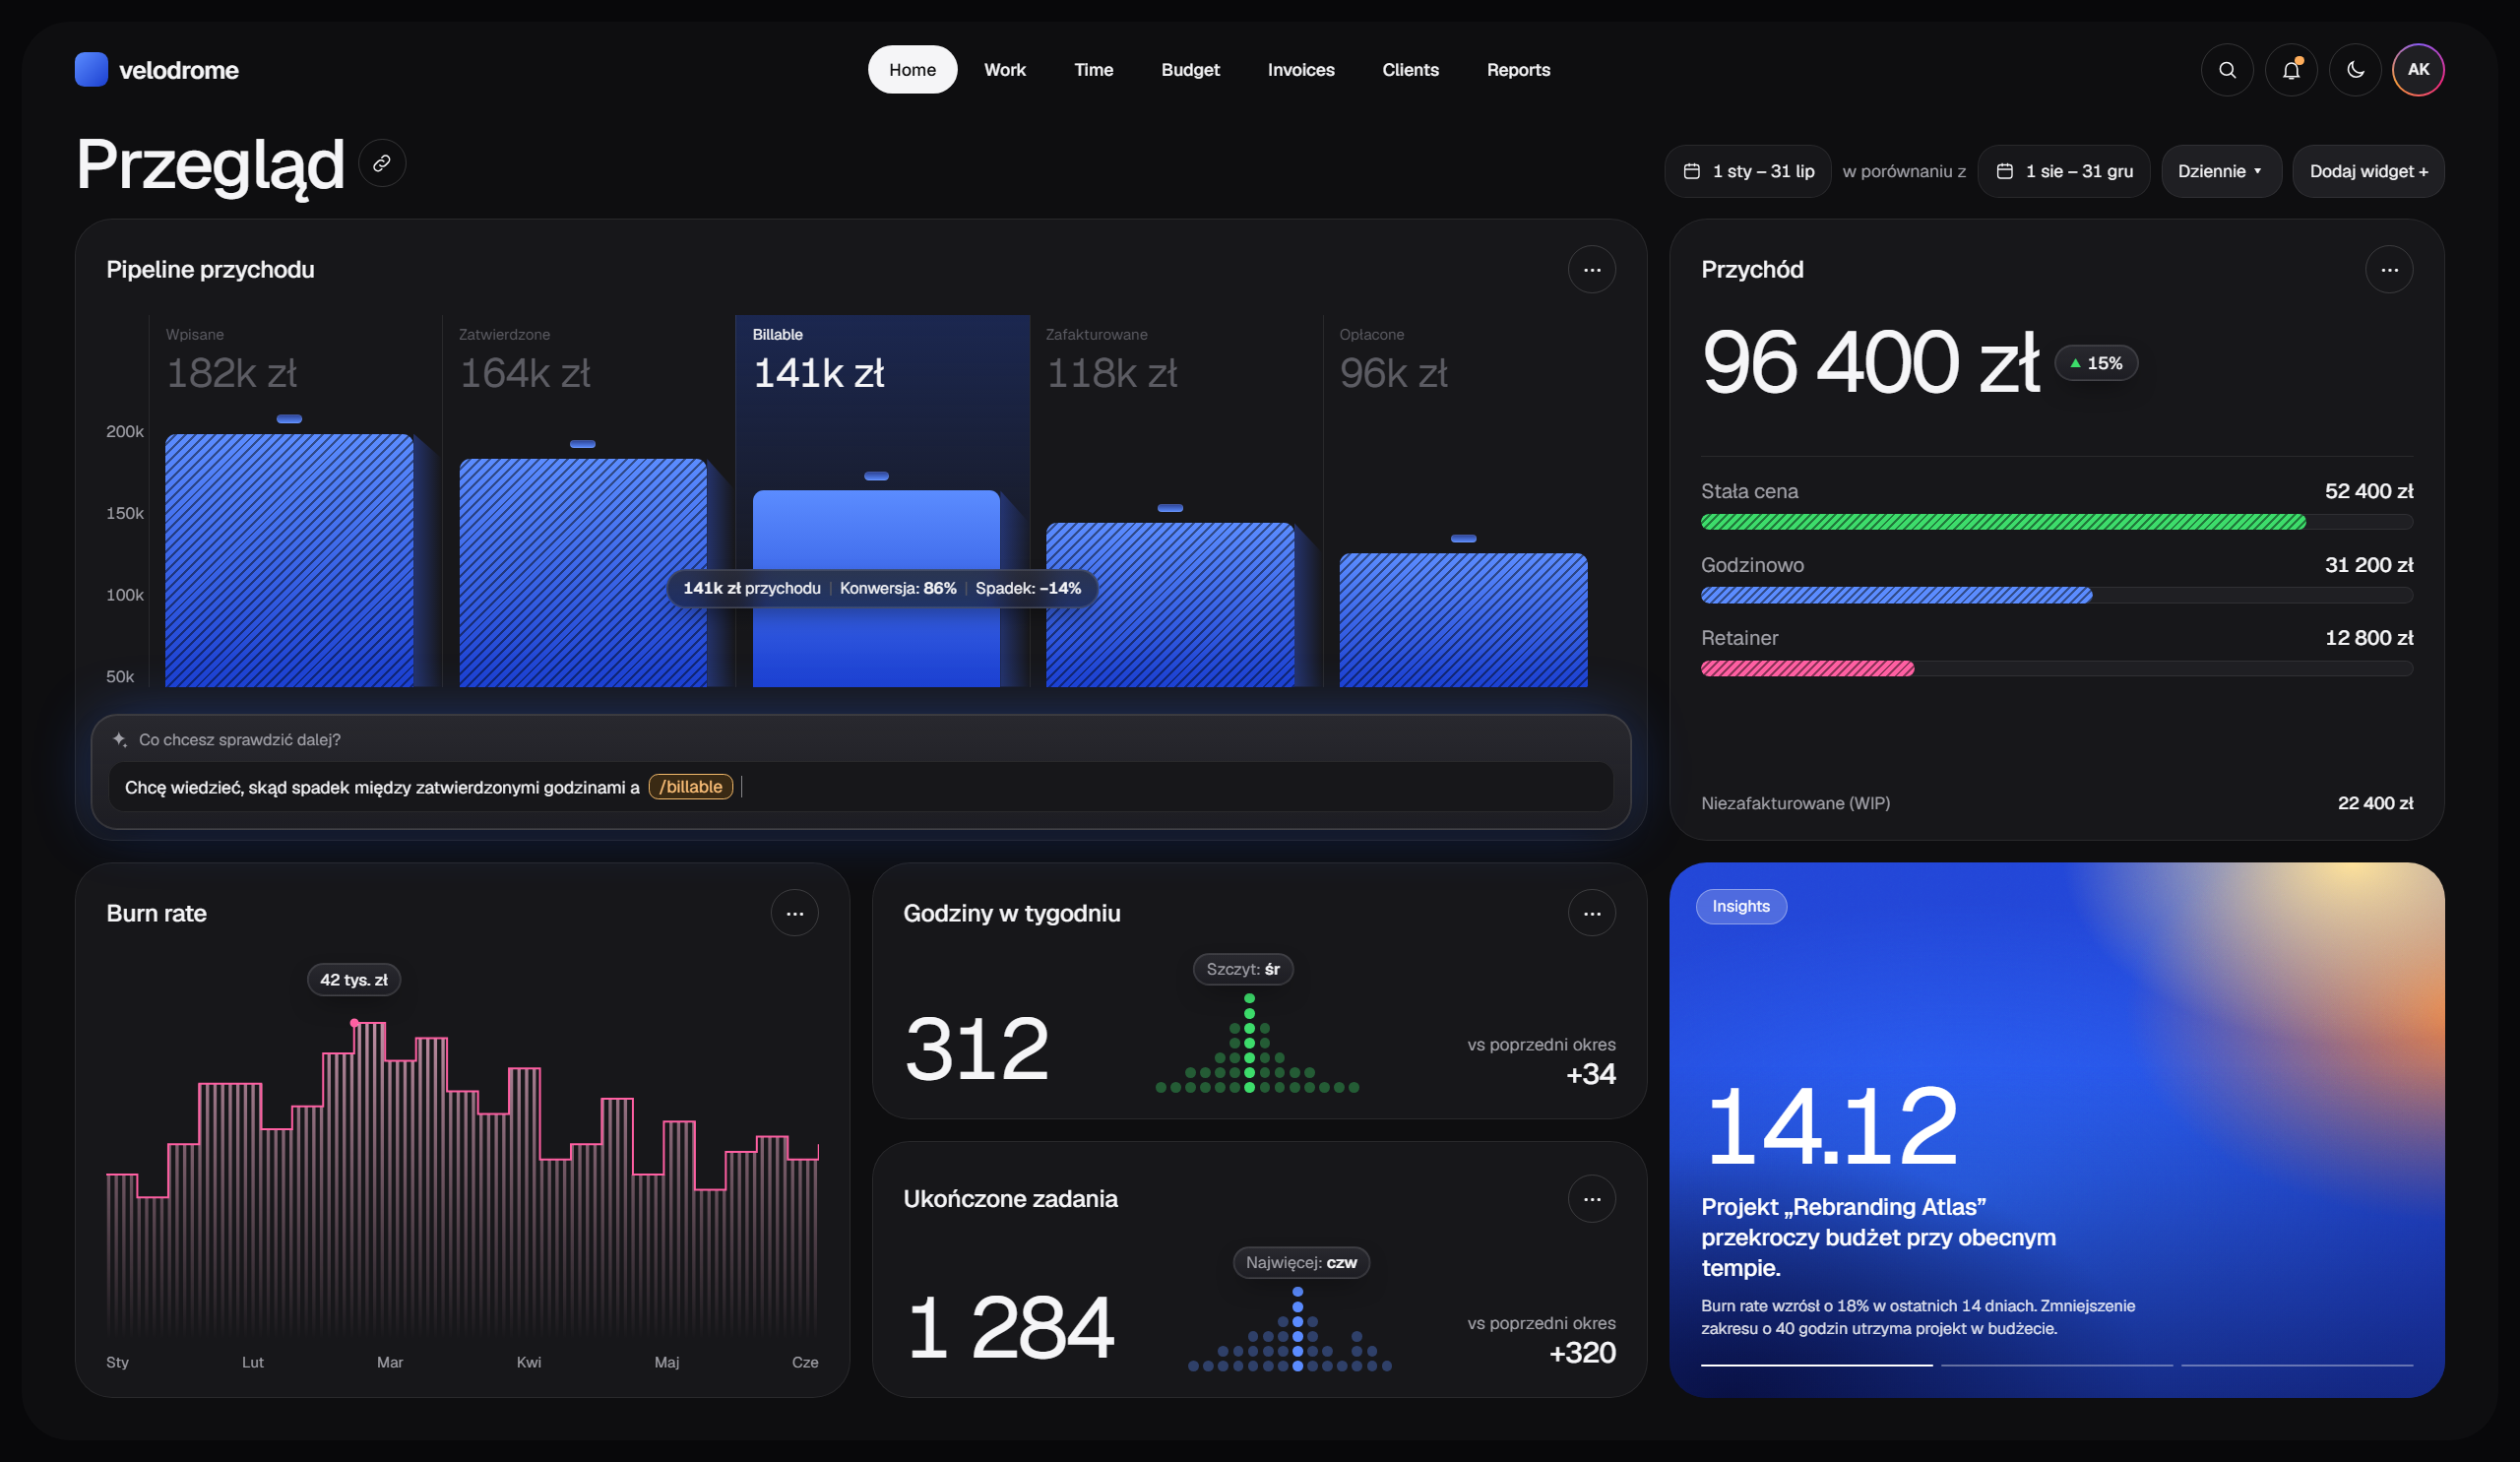 velodrome
Home Work Time Budget Invoices Clients Reports
AK
Przegląd
1 sty – 31 lip w porównaniu z 1 sie – 31 gru Dziennie Dodaj widget +
Pipeline przychodu
Wpisane Zatwierdzone Billable Zafakturowane Opłacone
182k zł 164k zł 141k zł 118k zł 96k zł
200k
150k
100k
50k
141k zł przychodu | Konwersja: 86% | Spadek: –14%
Co chcesz sprawdzić dalej?
Chcę wiedzieć, skąd spadek między zatwierdzonymi godzinami a /billable
Przychód
96 400 zł 15%
Stała cena 52 400 zł
Godzinowo 31 200 zł
Retainer 12 800 zł
Niezafakturowane (WIP) 22 400 zł
Burn rate
42 tys. zł
Sty Lut Mar Kwi Maj Cze
Godziny w tygodniu
Szczyt: śr
312
vs poprzedni okres
+34
Ukończone zadania
Najwięcej: czw
1 284
vs poprzedni okres
+320
Insights
14.12
Projekt „Rebranding Atlas”
przekroczy budżet przy obecnym
tempie.
Burn rate wzrósł o 18% w ostatnich 14 dniach. Zmniejszenie
zakresu o 40 godzin utrzyma projekt w budżecie.